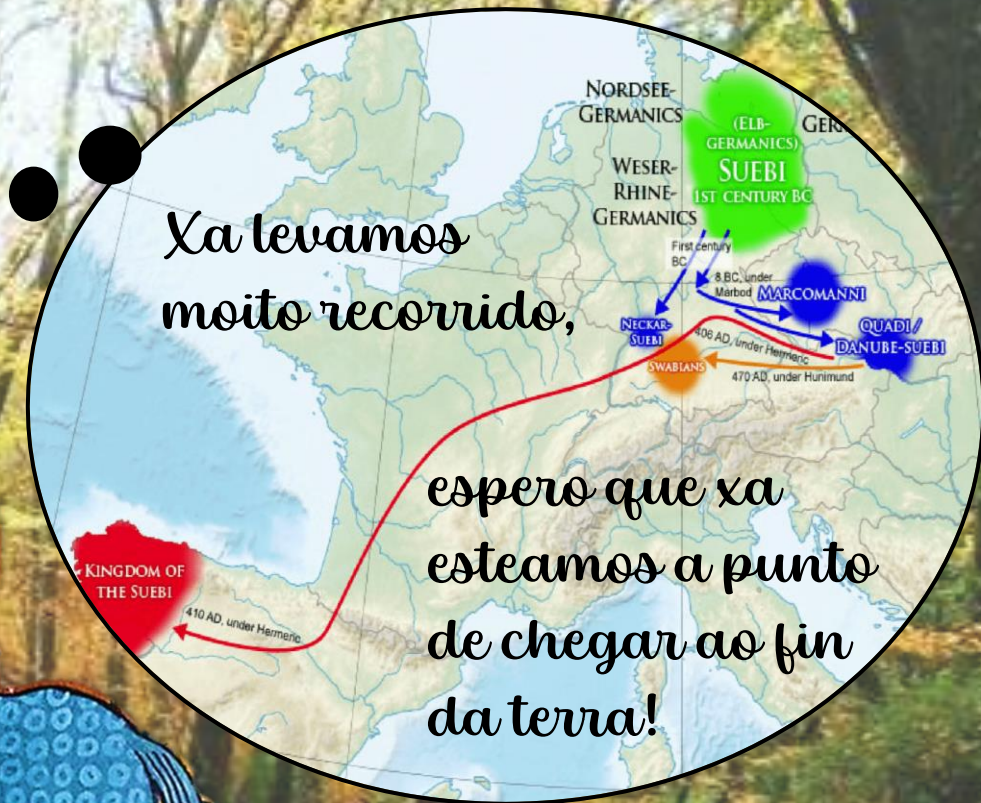 NORDSEE-
GERMANICS
(ELB-
GERMANICS)
SUEBI
1ST CENTURY BC
GER
WESER-
RHINE-
GERMANICS
First century
BC
8 BC, under
Marbod
MARCOMANNI
QUADI/
DANUBE-SUEBI
NECKAR-
SUEBI
406 AD, under Hermeric
SWABIANS
470 AD, under Hunimund
Xa levamos
moito recorrido,
espero que xa
esteamos a punto
de chegar ao fin
da terra!
KINGDOM OF
THE SUEBI
410 AD, under Hermeric